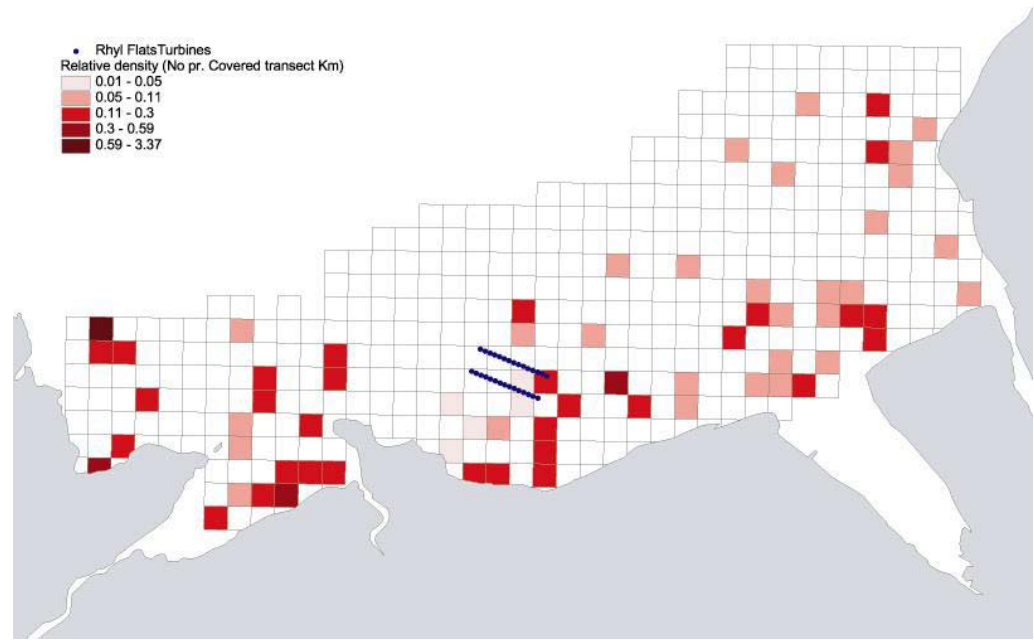 Rhyl FlatsTurbines
Relative density (No pr. Covered transect Km)
0.01 - 0.05
0.05 - 0.11
0.11 - 0.3
0.3 - 0.59
0.59 - 3.37